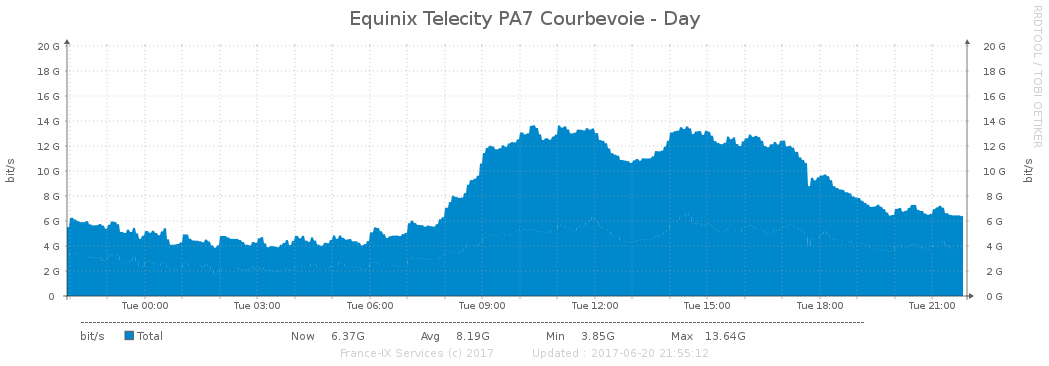 Equinix Telecity PA7 Courbevoie - Day
RRDTOOL / TOBI OETIKER
20 G 20 G
18 G 18 G
16 G 16 G
14 G 14 G
12 G 12 G
10 G 10 G
8 G 8 G
6 G 6 G
4 G 4 G
2 G 2 G
0 0 G
bit/s bit/s
Tue 00:00 Tue 03:00 Tue 06:00 Tue 09:00 Tue 12:00 Tue 15:00 Tue 18:00 Tue 21:00
bit/s Total Now 6.37G Avg 8.19G Min 3.85G Max 13.64G
France-IX Services (c) 2017 Updated : 2017-06-20 21:55:12